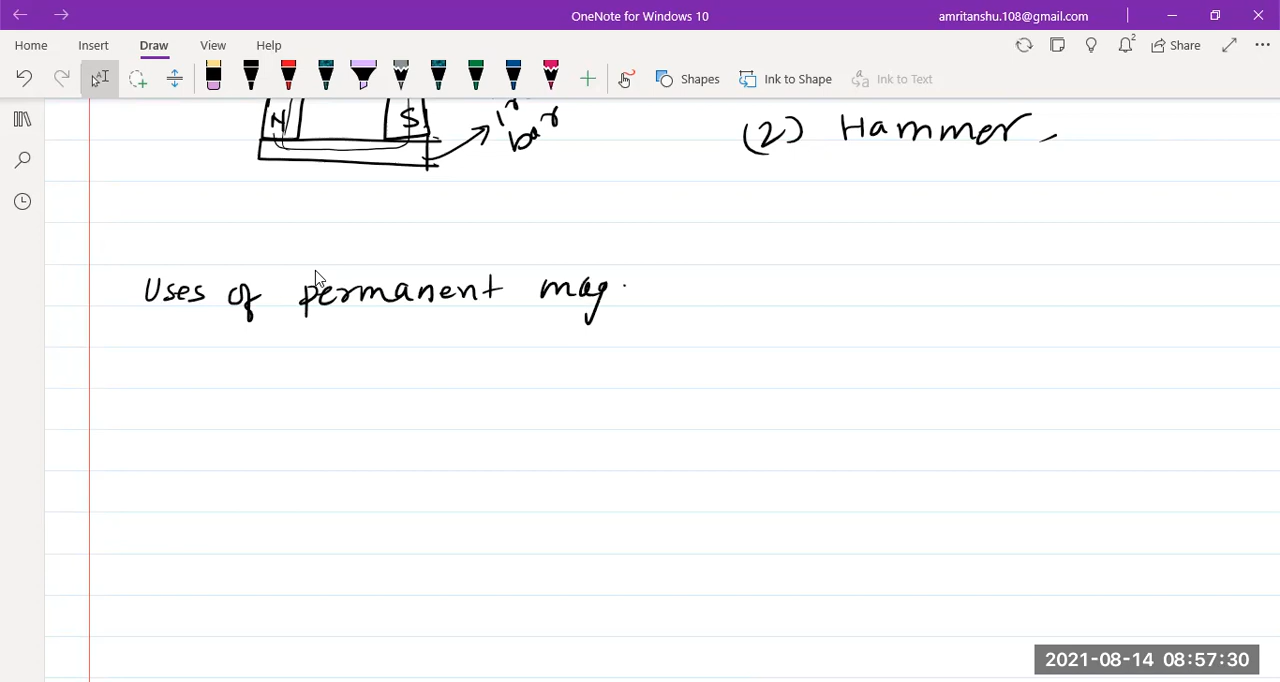 OneNote for Windows 10
amritanshu.108@gmail.com
Home Insert Draw View Help
Share
Shapes Ink to Shape Ink to Text
N S
bar
(2) Hammer
Uses of permanent mag.
2021-08-14 08:57:30